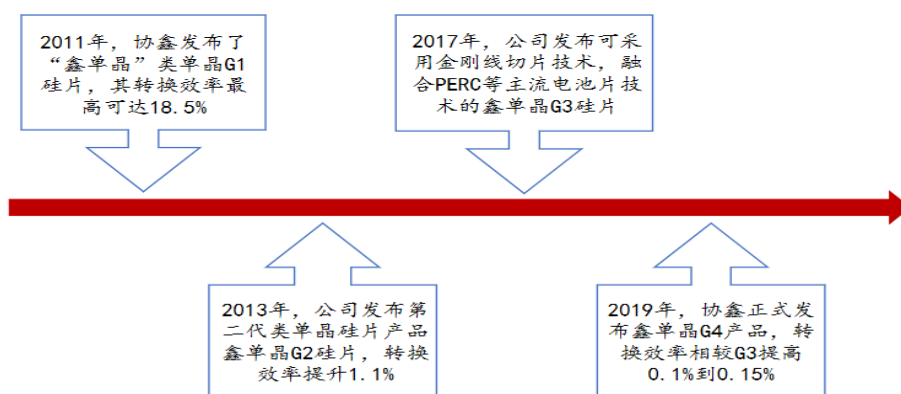 2011年，协鑫发布了
“鑫单晶”类单晶G1
硅片，其转换效率最
高可达18.5%
2017年，公司发布可采
用金刚线切片技术，融
合PERC等主流电池片技
术的鑫单晶G3硅片
2013年，公司发布第
二代类单晶硅片产品
鑫单晶G2硅片，转换
效率提升1.1%
2019年，协鑫正式发
布鑫单晶G4产品，转
换效率相较G3提高
0.1%到0.15%